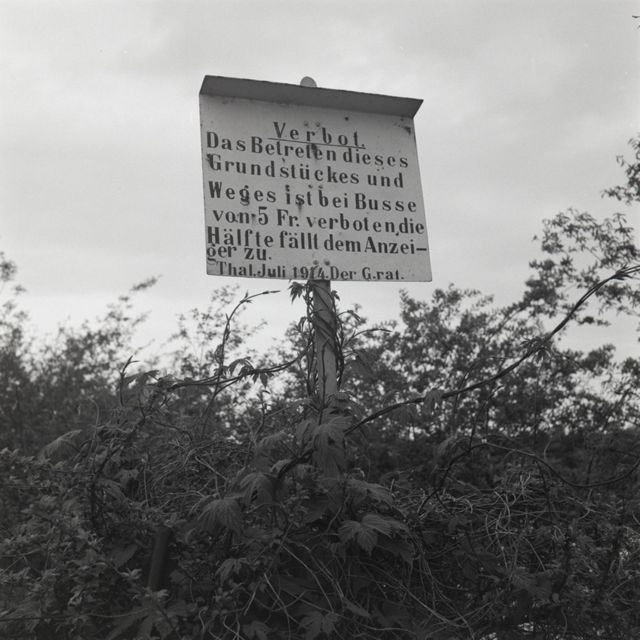 Verbot.
Das Betreten dieses
Grundstückes und
Weges ist bei Busse
von 5 Fr. verboten, die
Hälfte fällt dem Anzei-
ger zu.
Thal, Juli 1914. Der G.rat.